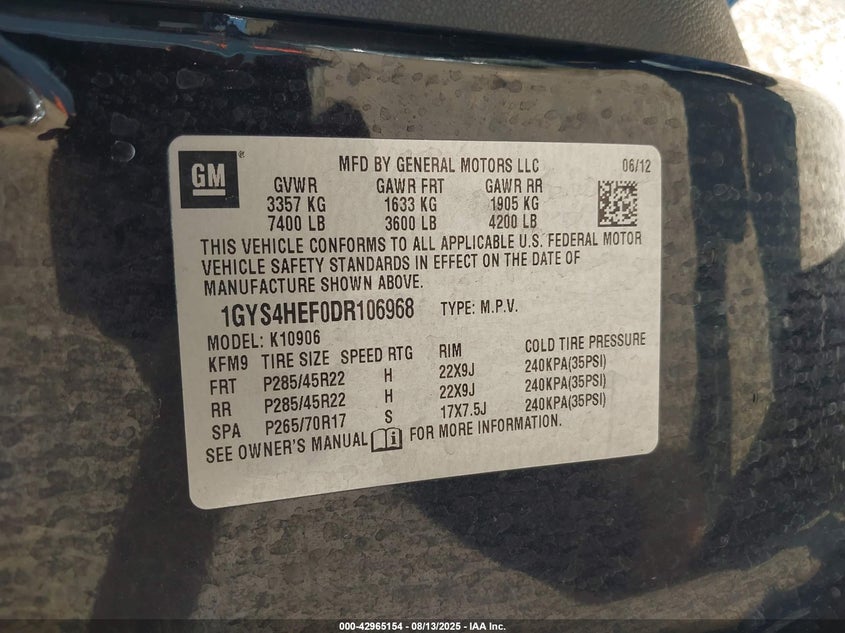 GM ®
MFD BY GENERAL MOTORS LLC 06/12
GVWR GAWR FRT GAWR RR
3357 KG 1633 KG 1905 KG
7400 LB 3600 LB 4200 LB
THIS VEHICLE CONFORMS TO ALL APPLICABLE U.S. FEDERAL MOTOR
VEHICLE SAFETY STANDARDS IN EFFECT ON THE DATE OF
MANUFACTURE SHOWN ABOVE.
1GYS4HEF0DR106968 TYPE: M.P.V.
MODEL: K10906
KFM9 TIRE SIZE SPEED RTG RIM COLD TIRE PRESSURE
FRT P285/45R22 H 22X9J 240KPA(35PSI)
RR P285/45R22 H 22X9J 240KPA(35PSI)
SPA P265/70R17 S 17X7.5J 240KPA(35PSI)
SEE OWNER'S MANUAL i FOR MORE INFORMATION.
000-42965154 - 08/13/2025 - IAA Inc.